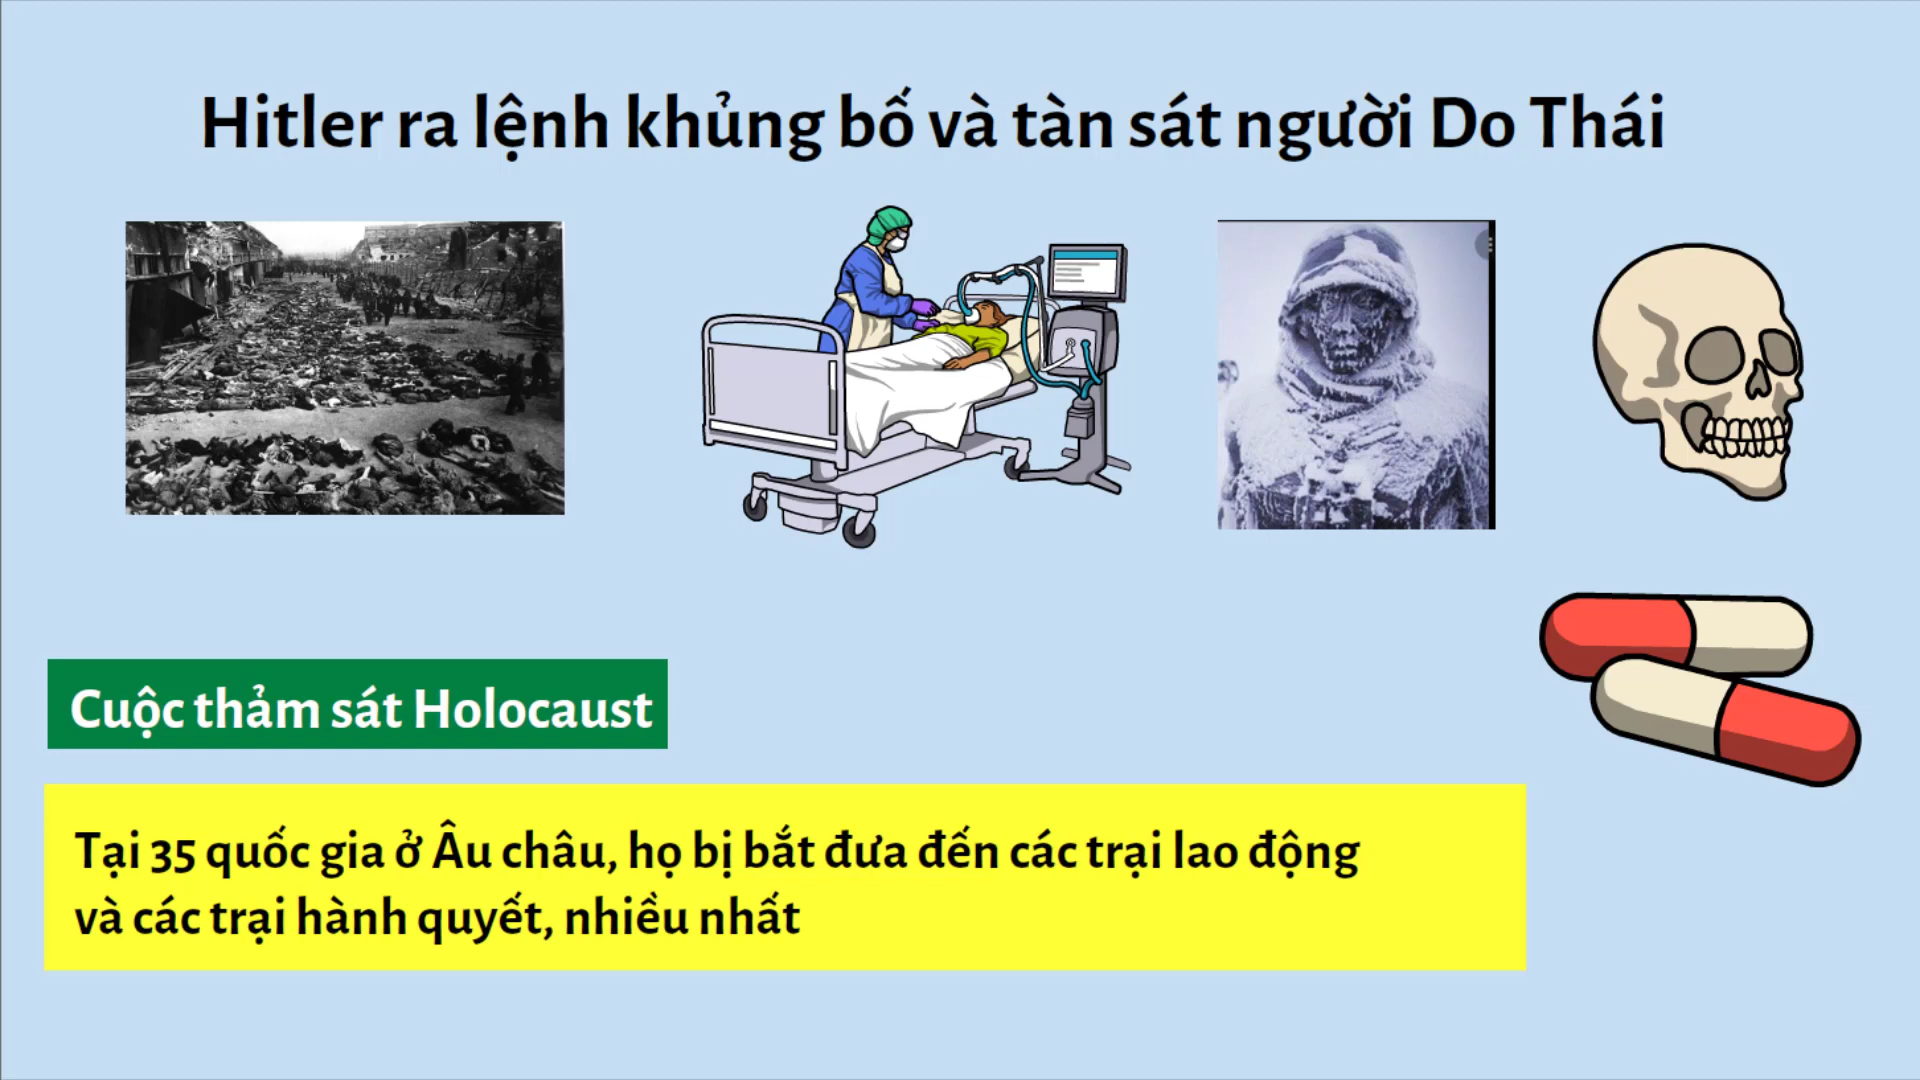 Hitler ra lệnh khủng bố và tàn sát người Do Thái
Cuộc thảm sát Holocaust
Tại 35 quốc gia ở Âu châu, họ bị bắt đưa đến các trại lao động
và các trại hành quyết, nhiều nhất